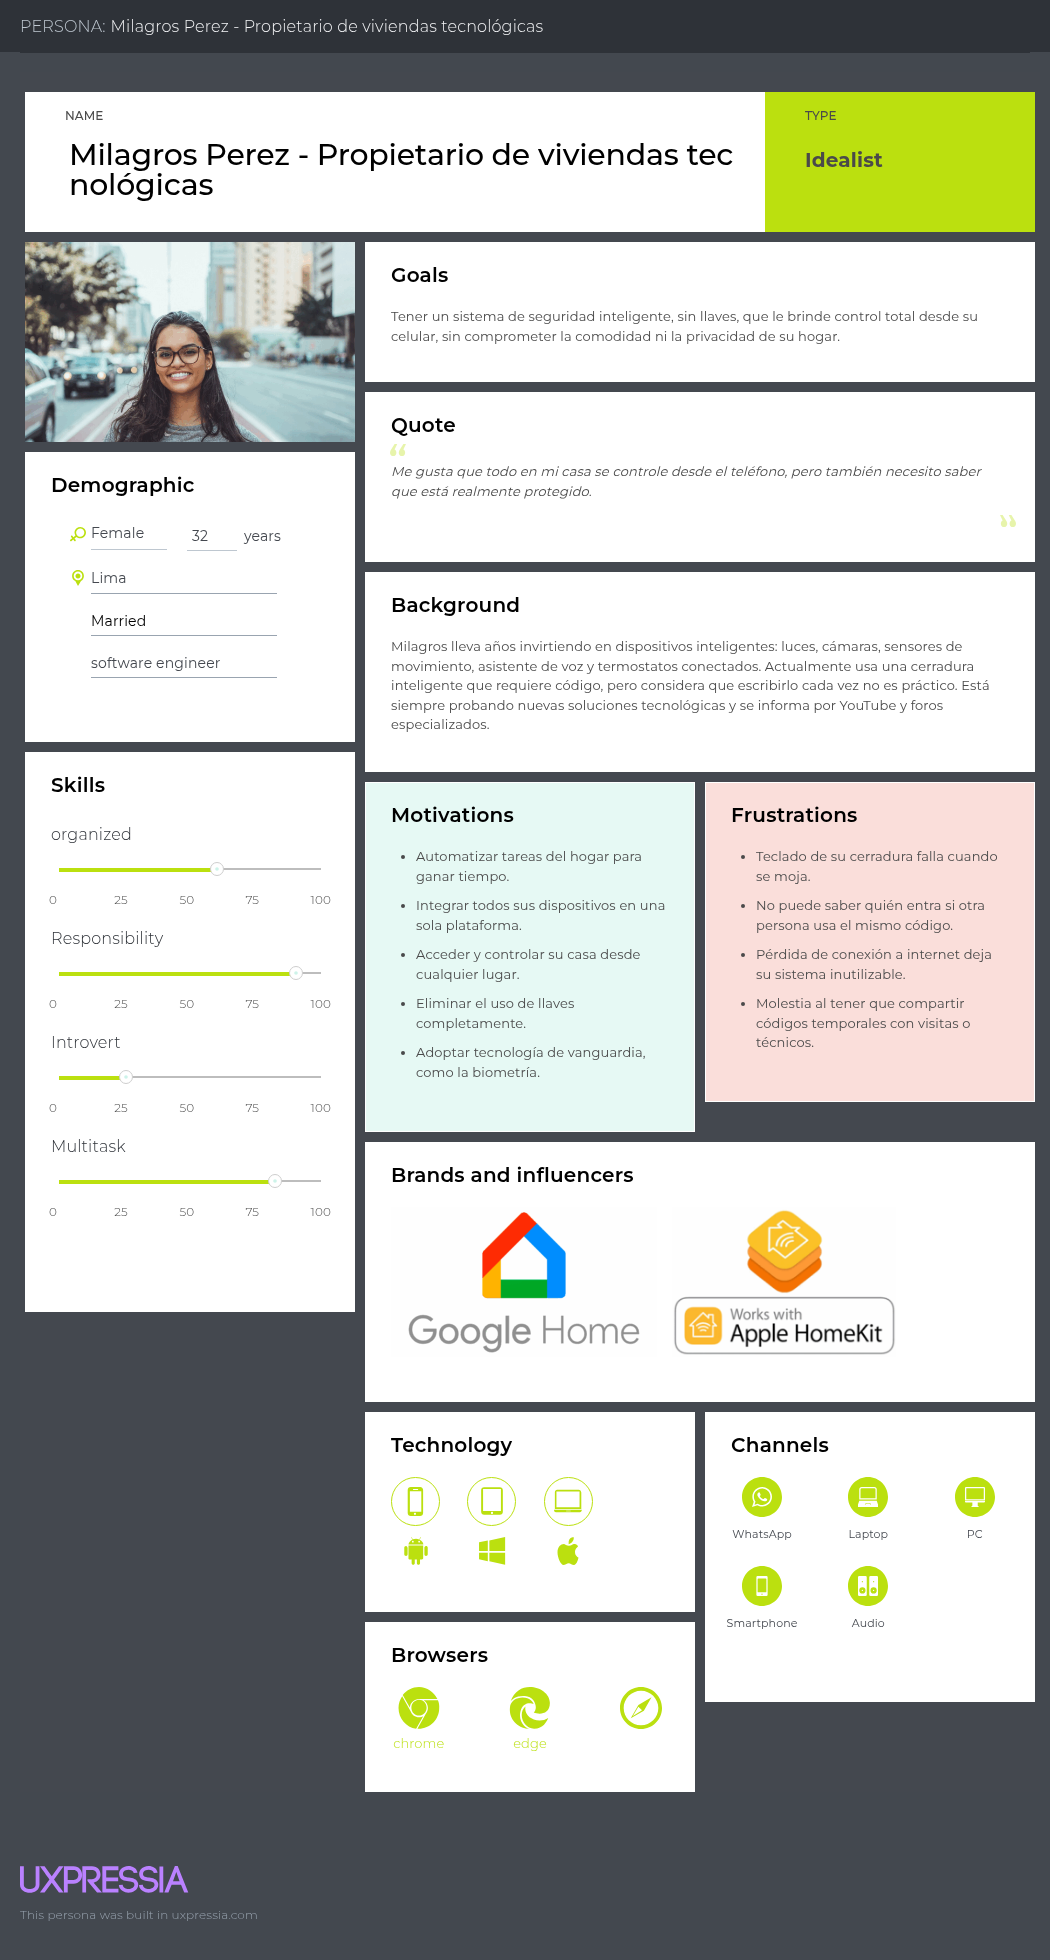 PERSONA: Milagros Perez - Propietario de viviendas tecnológicas
NAME
Milagros Perez - Propietario de viviendas tec
nológicas
TYPE
Idealist
Goals
Tener un sistema de seguridad inteligente, sin llaves, que le brinde control total desde su
celular, sin comprometer la comodidad ni la privacidad de su hogar.
Quote
“
Me gusta que todo en mi casa se controle desde el teléfono, pero también necesito saber
que está realmente protegido.
”
Demographic
Female 32 years
Lima
Married
software engineer
Background
Milagros lleva años invirtiendo en dispositivos inteligentes: luces, cámaras, sensores de
movimiento, asistente de voz y termostatos conectados. Actualmente usa una cerradura
inteligente que requiere código, pero considera que escribirlo cada vez no es práctico. Está
siempre probando nuevas soluciones tecnológicas y se informa por YouTube y foros
especializados.
Skills
organized
0 25 50 75 100
Responsibility
0 25 50 75 100
Introvert
0 25 50 75 100
Multitask
0 25 50 75 100
Motivations
• Automatizar tareas del hogar para
ganar tiempo.
• Integrar todos sus dispositivos en una
sola plataforma.
• Acceder y controlar su casa desde
cualquier lugar.
• Eliminar el uso de llaves
completamente.
• Adoptar tecnología de vanguardia,
como la biometría.
Frustrations
• Teclado de su cerradura falla cuando
se moja.
• No puede saber quién entra si otra
persona usa el mismo código.
• Pérdida de conexión a internet deja
su sistema inutilizable.
• Molestia al tener que compartir
códigos temporales con visitas o
técnicos.
Brands and influencers
Google Home
Works with
Apple HomeKit
Technology
Channels
WhatsApp Laptop PC
Smartphone Audio
Browsers
chrome edge
UXPRESSIA
This persona was built in uxpressia.com